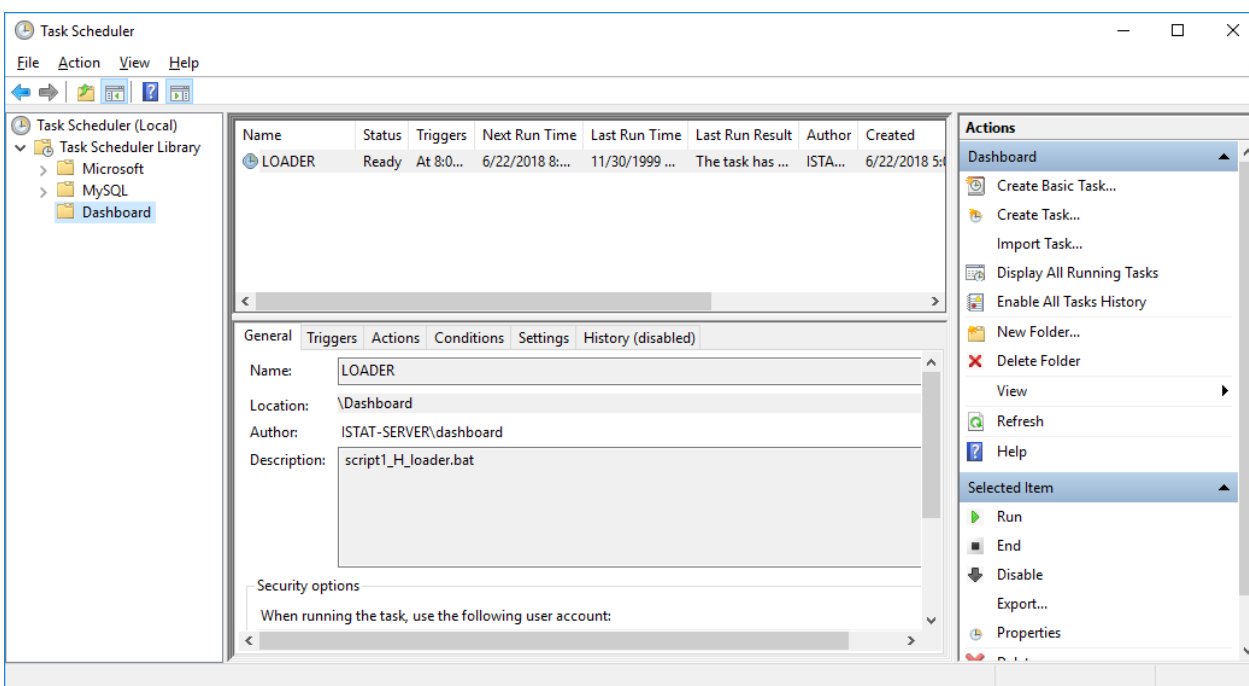 Task Scheduler
File Action View Help
Task Scheduler (Local)
Task Scheduler Library
Microsoft
MySQL
Dashboard
Name Status Triggers Next Run Time Last Run Time Last Run Result Author Created
LOADER Ready At 8:0... 6/22/2018 8:... 11/30/1999 ... The task has ... ISTA... 6/22/2018 5:0
General Triggers Actions Conditions Settings History (disabled)
Name: LOADER
Location: \Dashboard
Author: ISTAT-SERVER\dashboard
Description: script1_H_loader.bat
Security options
When running the task, use the following user account:
Actions
Dashboard
Create Basic Task...
Create Task...
Import Task...
Display All Running Tasks
Enable All Tasks History
New Folder...
Delete Folder
View
Refresh
Help
Selected Item
Run
End
Disable
Export...
Properties